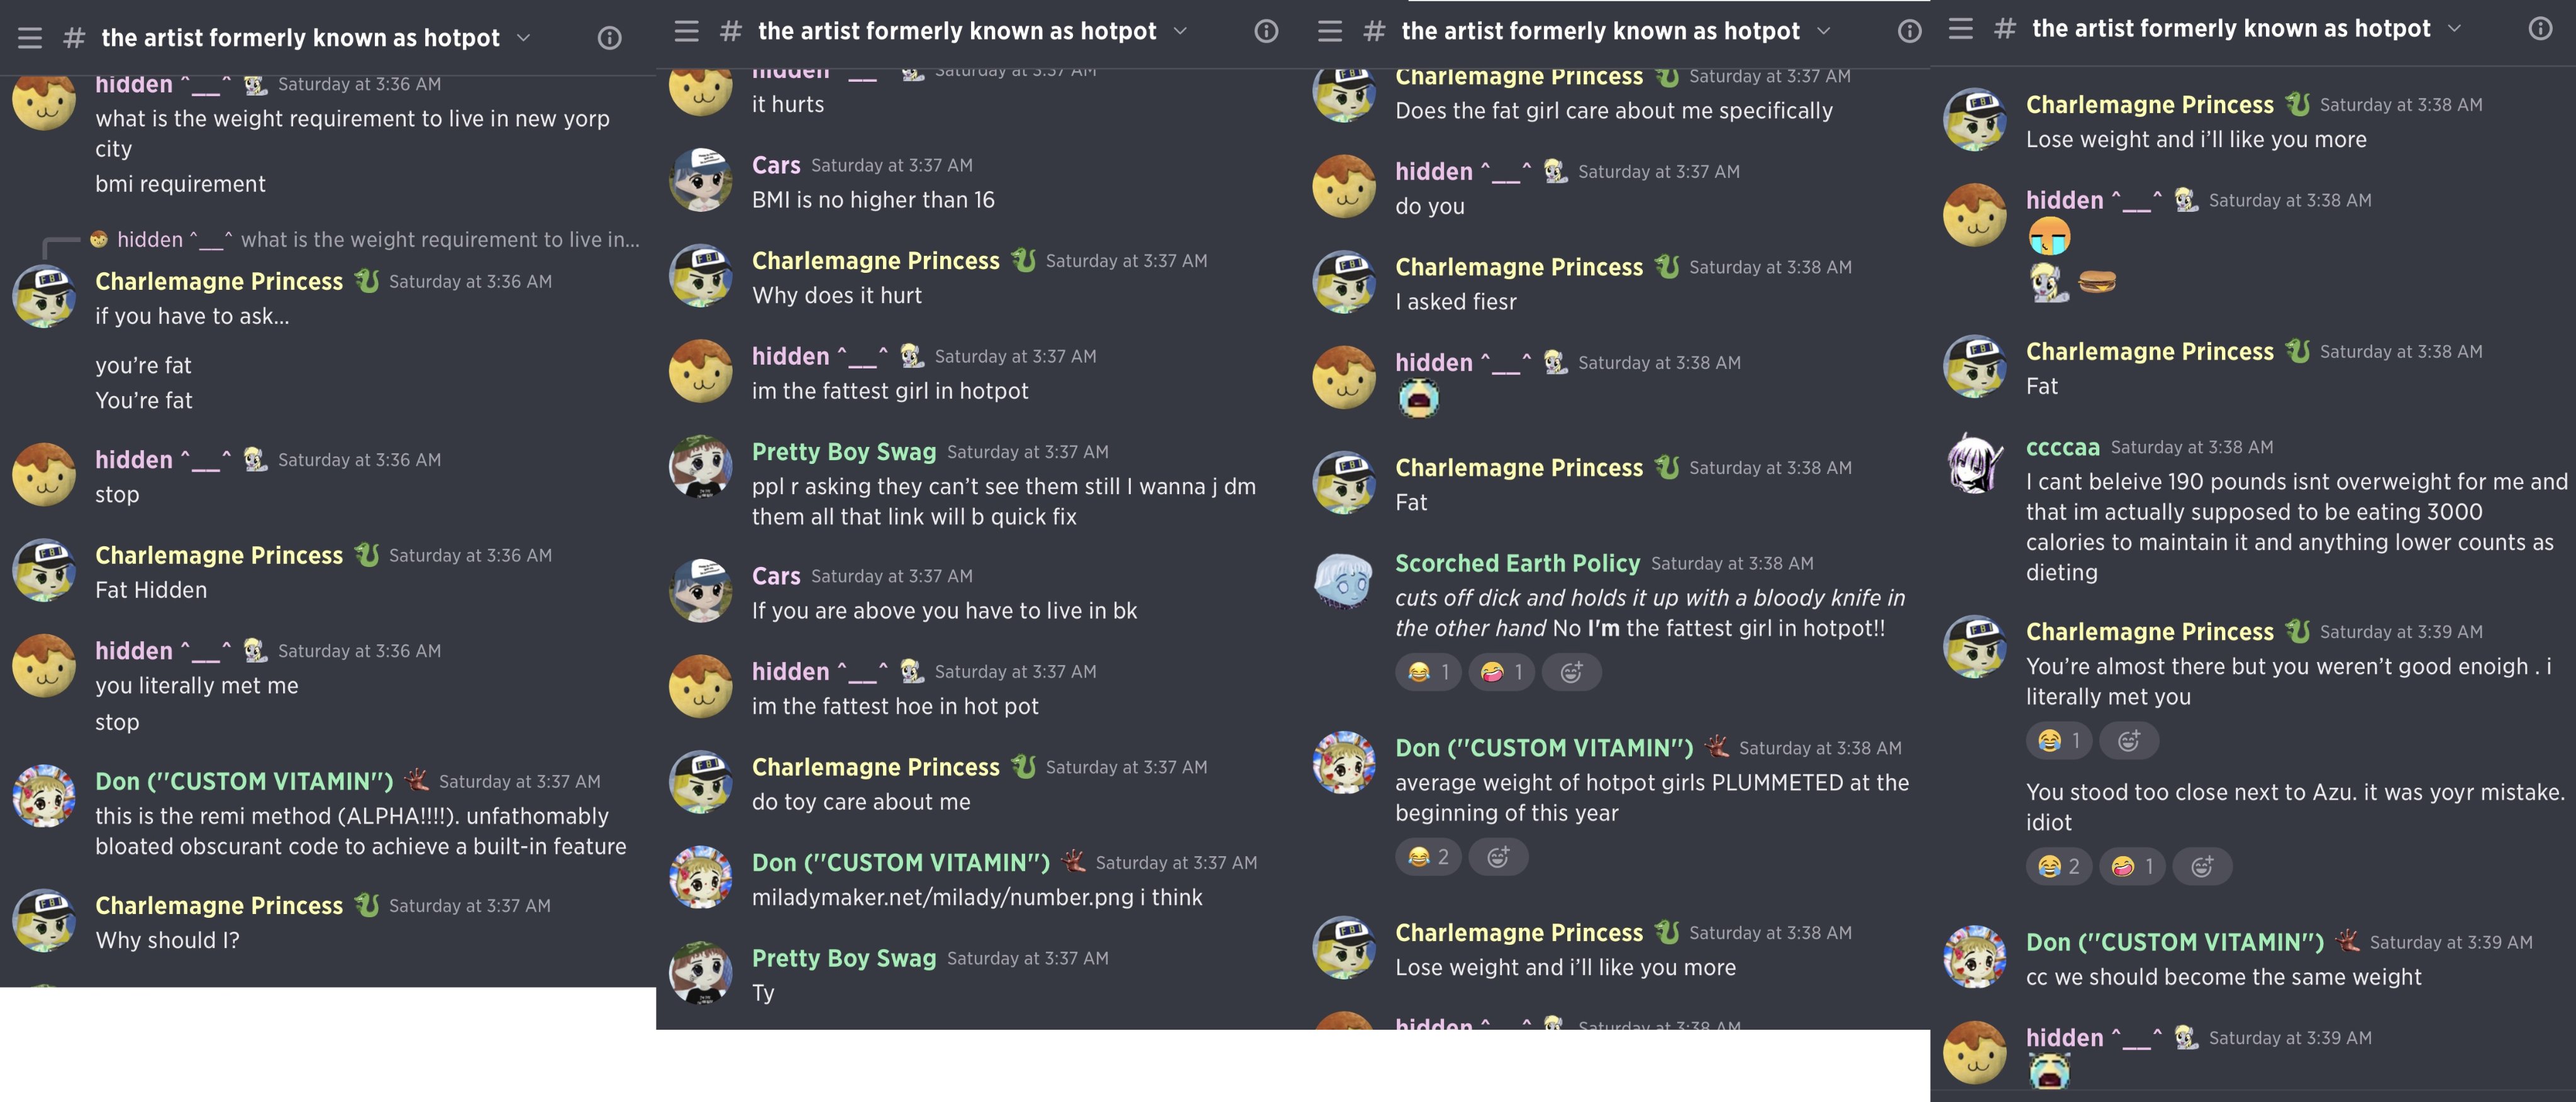 # the artist formerly known as hotpot
hidden ^__^ Saturday at 3:36 AM
what is the weight requirement to live in new yorp
city
bmi requirement
hidden ^__^ what is the weight requirement to live in...
Charlemagne Princess Saturday at 3:36 AM
if you have to ask...
you're fat
You're fat
hidden ^__^ Saturday at 3:36 AM
stop
Charlemagne Princess Saturday at 3:36 AM
Fat Hidden
hidden ^__^ Saturday at 3:36 AM
you literally met me
stop
Don ("CUSTOM VITAMIN") Saturday at 3:37 AM
this is the remi method (ALPHA!!!!). unfathomably
bloated obscurant code to achieve a built-in feature
Charlemagne Princess Saturday at 3:37 AM
Why should I?
# the artist formerly known as hotpot
hidden ^__^ Saturday at 3:37 AM
it hurts
Cars Saturday at 3:37 AM
BMI is no higher than 16
FBI
Charlemagne Princess Saturday at 3:37 AM
Why does it hurt
hidden ^__^ Saturday at 3:37 AM
im the fattest girl in hotpot
Pretty Boy Swag Saturday at 3:37 AM
ppl r asking they can't see them still I wanna j dm
them all that link will b quick fix
Cars Saturday at 3:37 AM
If you are above you have to live in bk
hidden ^__^ Saturday at 3:37 AM
im the fattest hoe in hot pot
Charlemagne Princess Saturday at 3:37 AM
do toy care about me
Don ("CUSTOM VITAMIN") Saturday at 3:37 AM
miladymaker.net/milady/number.png i think
Pretty Boy Swag Saturday at 3:37 AM
Ty
# the artist formerly known as hotpot
Charlemagne Princess Saturday at 3:37 AM
Does the fat girl care about me specifically
hidden ^__^ Saturday at 3:37 AM
do you
Charlemagne Princess Saturday at 3:38 AM
I asked fiesr
hidden ^__^ Saturday at 3:38 AM
Charlemagne Princess Saturday at 3:38 AM
Fat
Scorched Earth Policy Saturday at 3:38 AM
cuts off dick and holds it up with a bloody knife in
the other hand No I'm the fattest girl in hotpot!!
1 1
Don ("CUSTOM VITAMIN") Saturday at 3:38 AM
average weight of hotpot girls PLUMMETED at the
beginning of this year
2
Charlemagne Princess Saturday at 3:38 AM
Lose weight and i'll like you more
hidden ^__^ Saturday at 3:38 AM
# the artist formerly known as hotpot
Charlemagne Princess Saturday at 3:38 AM
Lose weight and i'll like you more
hidden ^__^ Saturday at 3:38 AM
Charlemagne Princess Saturday at 3:38 AM
Fat
ccccaa Saturday at 3:38 AM
I cant beleive 190 pounds isnt overweight for me and
that im actually supposed to be eating 3000
calories to maintain it and anything lower counts as
dieting
Charlemagne Princess Saturday at 3:39 AM
You're almost there but you weren't good enoigh . i
literally met you
1
You stood too close next to Azu. it was yoyr mistake.
idiot
2 1
Don ("CUSTOM VITAMIN") Saturday at 3:39 AM
cc we should become the same weight
hidden ^__^ Saturday at 3:39 AM